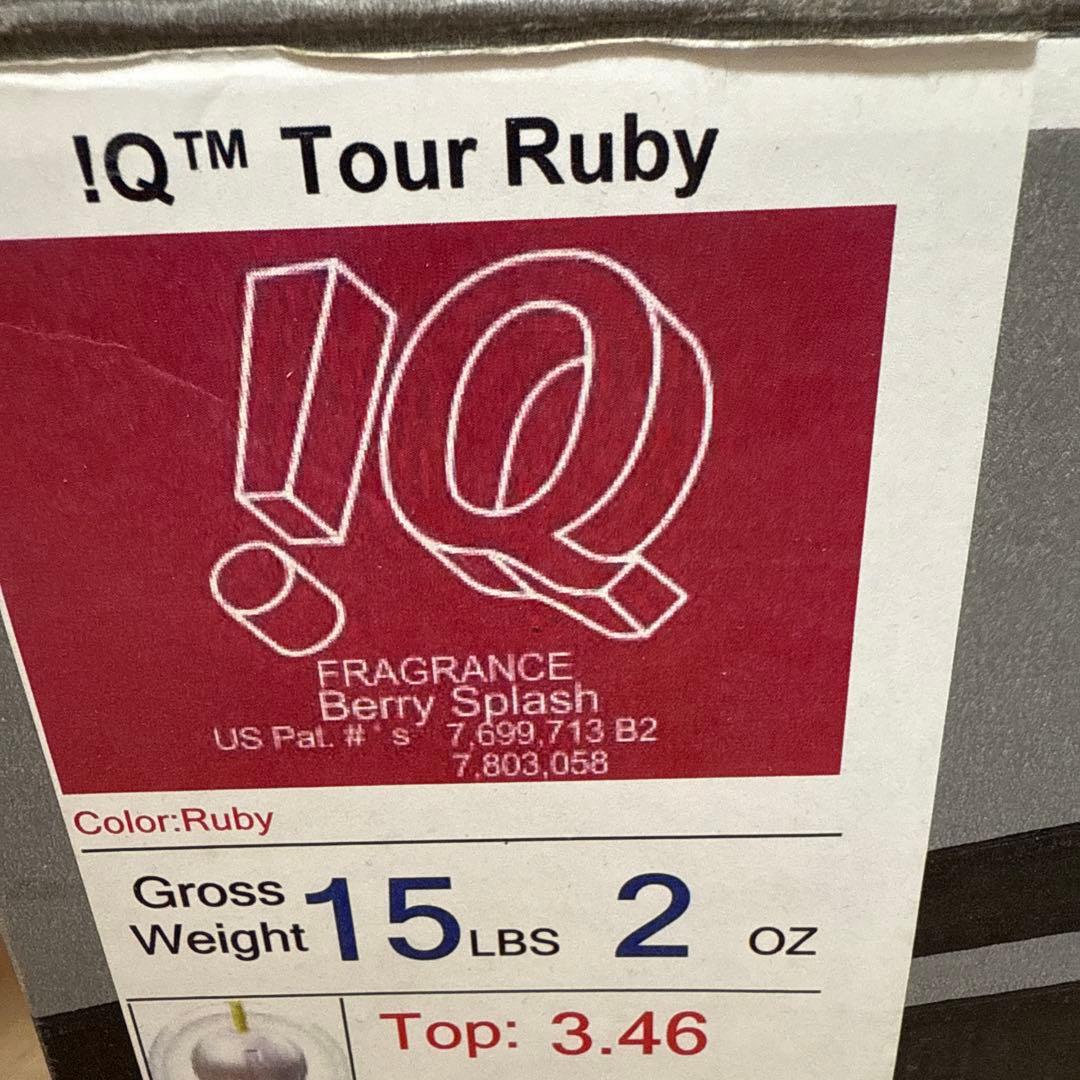 !Q™ Tour Ruby
!Q
FRAGRANCE
Berry Splash
US Pat. # ' s 7,699,713 B2
7,803,058
Color:Ruby
Gross Weight 15 LBS 2 OZ
Top: 3.46